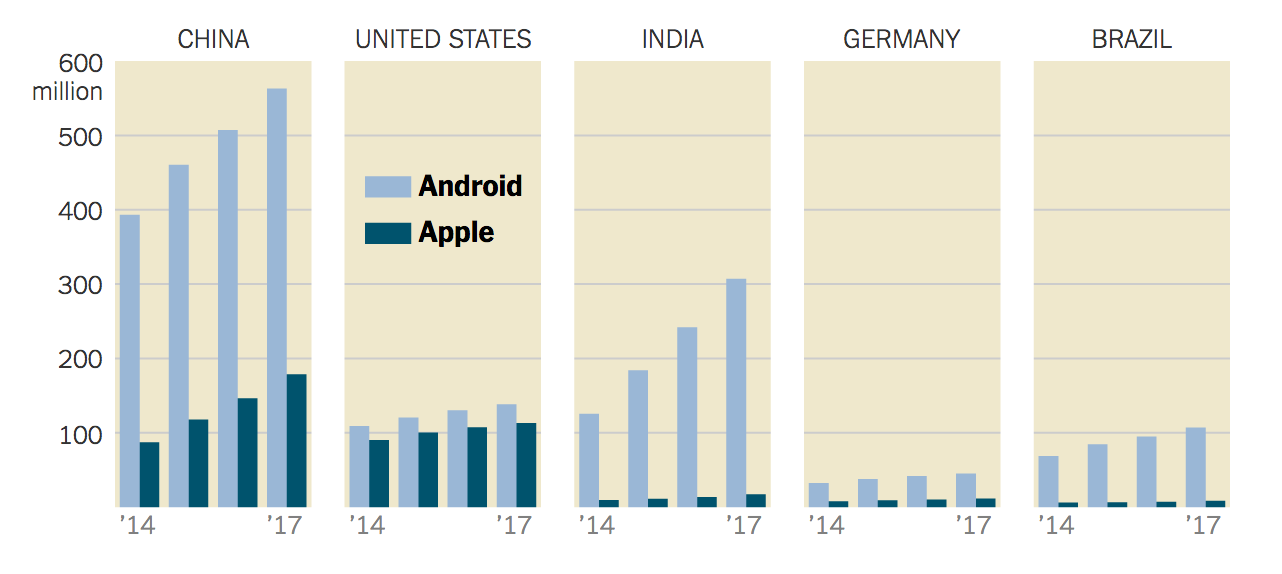 CHINA
UNITED STATES
INDIA
GERMANY
BRAZIL
600
million
500
400
300
200
100
Android
Apple
’14
’17
’14
’17
’14
’17
’14
’17
’14
’17